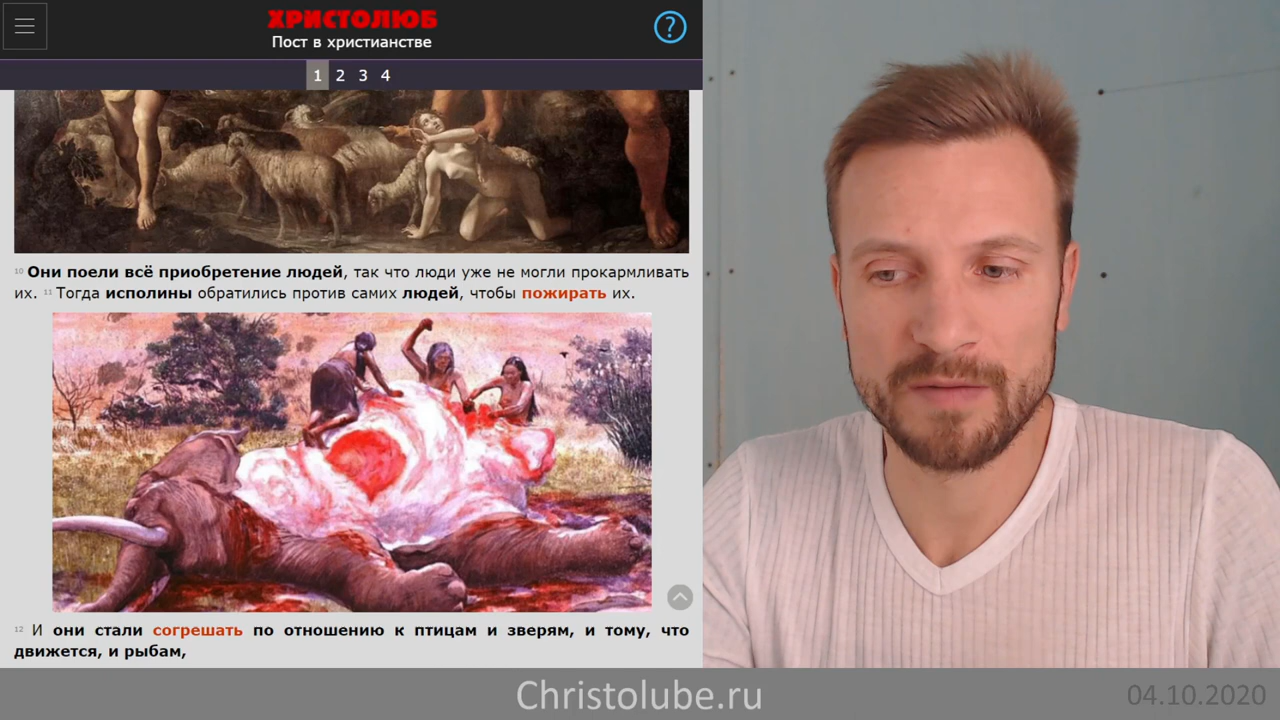 ХРИСТОЛЮБ
Пост в христианстве
?
1 2 3 4
10 Они поели всё приобретение людей, так что люди уже не могли прокармливать
их. 11 Тогда исполины обратились против самих людей, чтобы пожирать их.
12 И они стали согрешать по отношению к птицам и зверям, и тому, что
движется, и рыбам,
Christolube.ru
04.10.2020